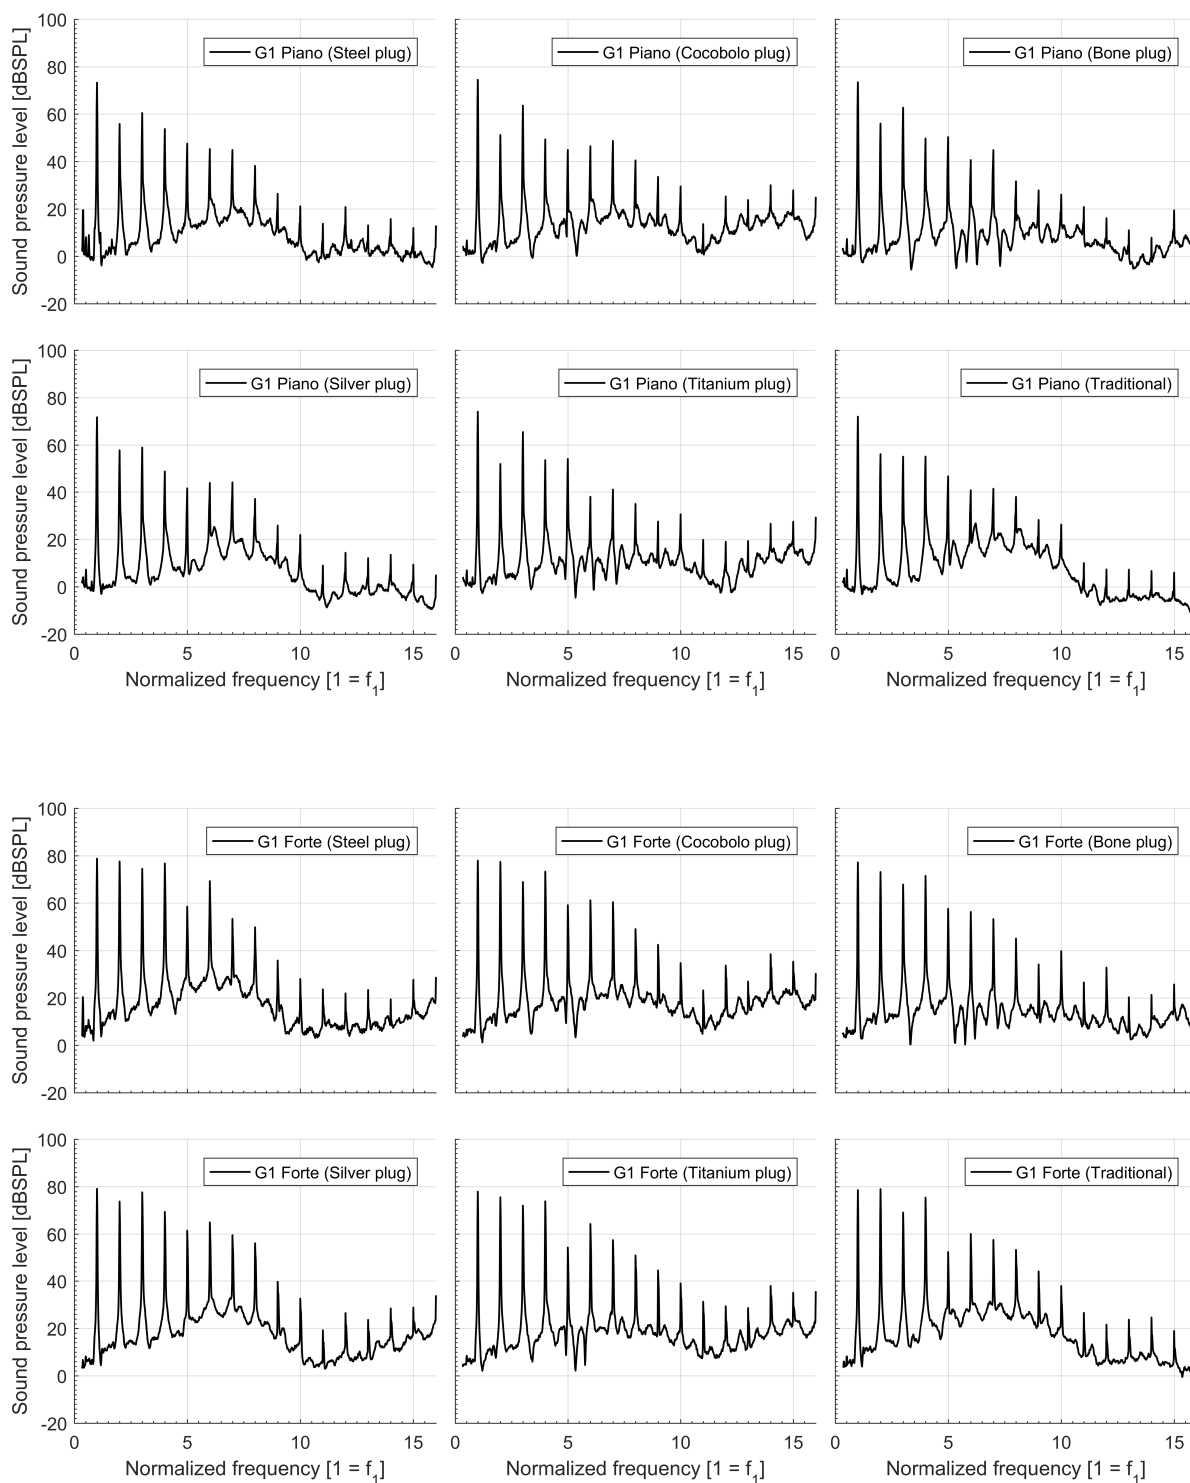 100
80
60
40
20
0
-20
Sound pressure level [dBSPL]
G1 Piano (Steel plug)
G1 Piano (Cocobolo plug)
G1 Piano (Bone plug)
100
80
60
40
20
0
-20
Sound pressure level [dBSPL]
G1 Piano (Silver plug)
G1 Piano (Titanium plug)
G1 Piano (Traditional)
0 5 10 15
0 5 10 15
0 5 10 15
Normalized frequency [1 = f1]
Normalized frequency [1 = f1]
Normalized frequency [1 = f1]
100
80
60
40
20
0
-20
Sound pressure level [dBSPL]
G1 Forte (Steel plug)
G1 Forte (Cocobolo plug)
G1 Forte (Bone plug)
100
80
60
40
20
0
-20
Sound pressure level [dBSPL]
G1 Forte (Silver plug)
G1 Forte (Titanium plug)
G1 Forte (Traditional)
0 5 10 15
0 5 10 15
0 5 10 15
Normalized frequency [1 = f1]
Normalized frequency [1 = f1]
Normalized frequency [1 = f1]